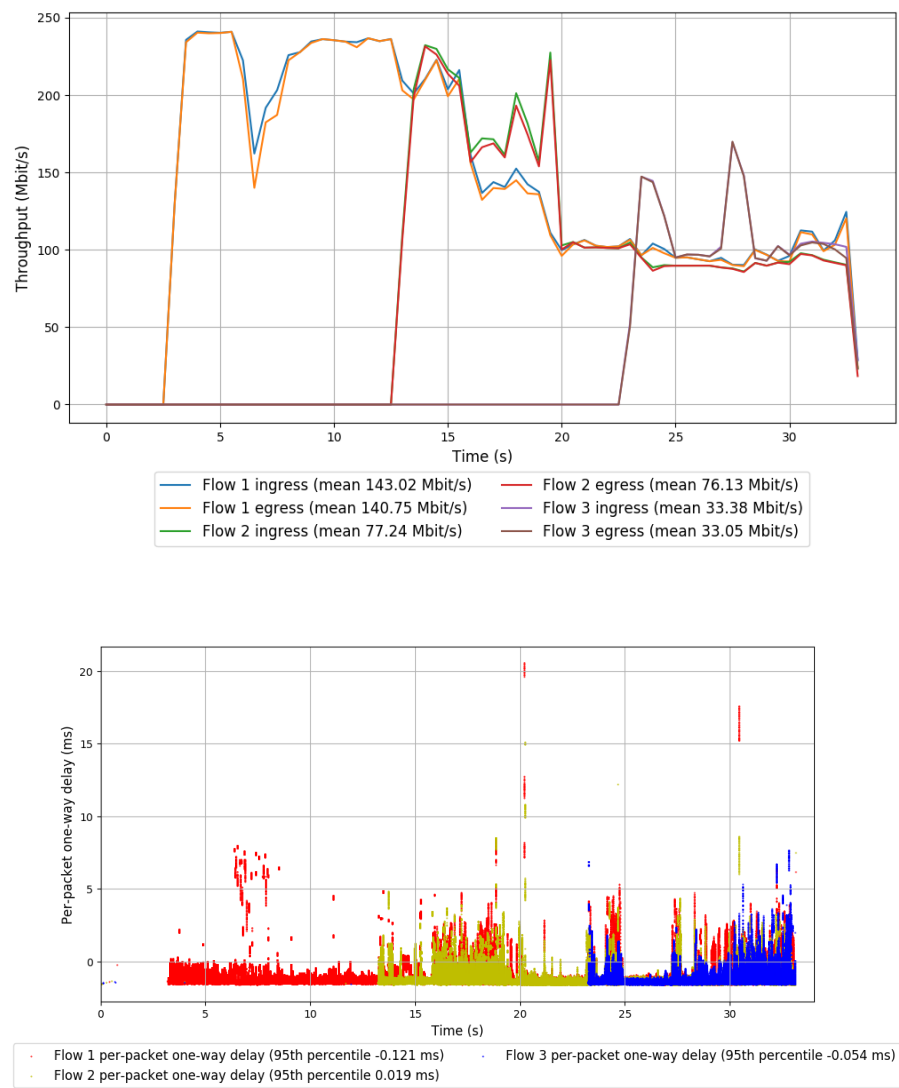 250
200
150
100
50
0
Throughput (Mbit/s)
0 5 10 15 20 25 30
Time (s)
Flow 1 ingress (mean 143.02 Mbit/s) Flow 2 egress (mean 76.13 Mbit/s)
Flow 1 egress (mean 140.75 Mbit/s) Flow 3 ingress (mean 33.38 Mbit/s)
Flow 2 ingress (mean 77.24 Mbit/s) Flow 3 egress (mean 33.05 Mbit/s)
20
15
10
5
0
Per-packet one-way delay (ms)
0 5 10 15 20 25 30
Time (s)
Flow 1 per-packet one-way delay (95th percentile -0.121 ms) Flow 3 per-packet one-way delay (95th percentile -0.054 ms)
Flow 2 per-packet one-way delay (95th percentile 0.019 ms)